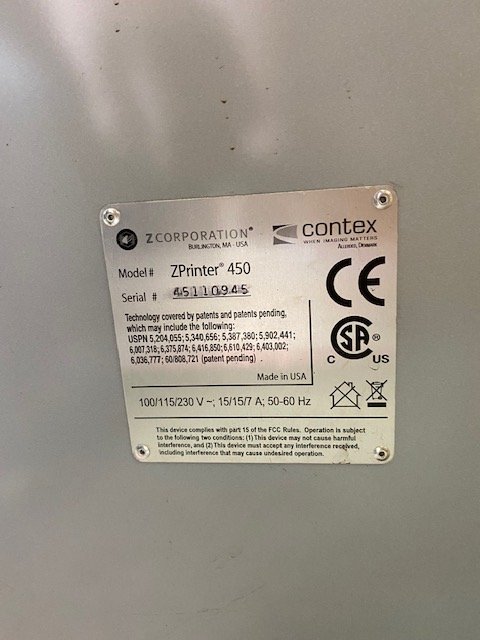 Z CORPORATION®
BURLINGTON, MA - USA
contex
WHEN IMAGING MATTERS
ALLEROD, DENMARK
Model # ZPrinter® 450
Serial # 45110945
CE
Technology covered by patents and patents pending,
which may include the following:
USPN 5,204,055; 5,340,656; 5,387,380; 5,902,441;
6,007,318; 6,375,874; 6,416,850; 6,610,429; 6,403,002;
6,036,777; 60/808,721 (patent pending) .
SA ®
C US
Made in USA
100/115/230 V ~; 15/15/7 A; 50-60 Hz
This device complies with part 15 of the FCC Rules. Operation is subject
to the following two conditions: (1) This device may not cause harmful
interference, and (2) This device must accept any interference received,
including interference that may cause undesired operation.